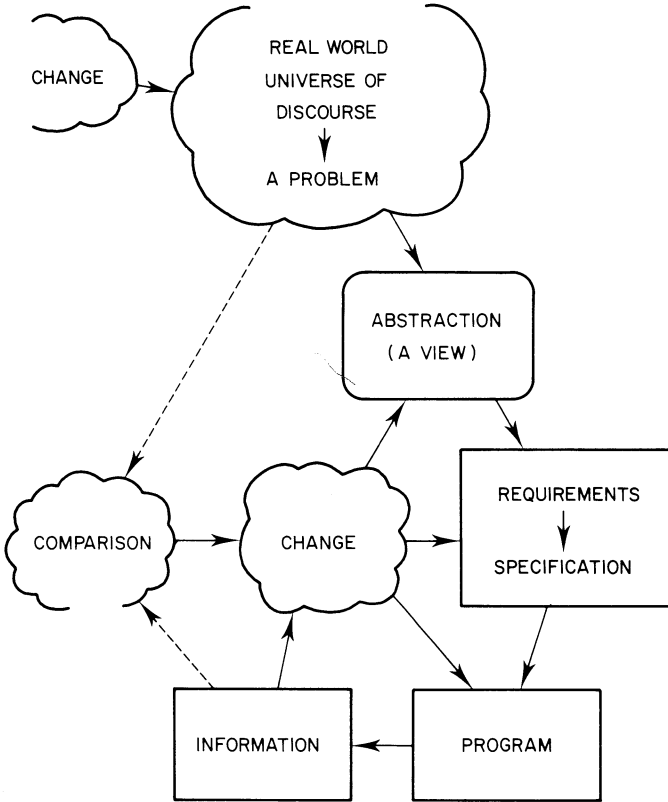 CHANGE
REAL WORLD
UNIVERSE OF
DISCOURSE
A PROBLEM
ABSTRACTION
(A VIEW)
REQUIREMENTS
SPECIFICATION
COMPARISON
CHANGE
INFORMATION
PROGRAM